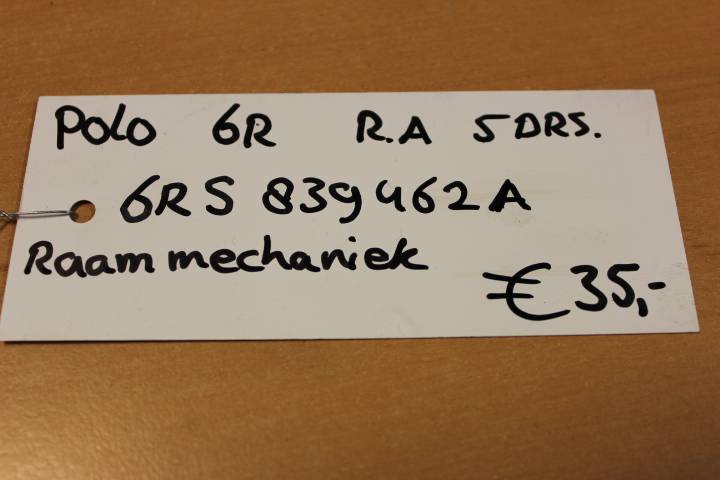 Polo 6R R.A 5DRS.
6RS 839462A
Raam mechaniek
€35,-